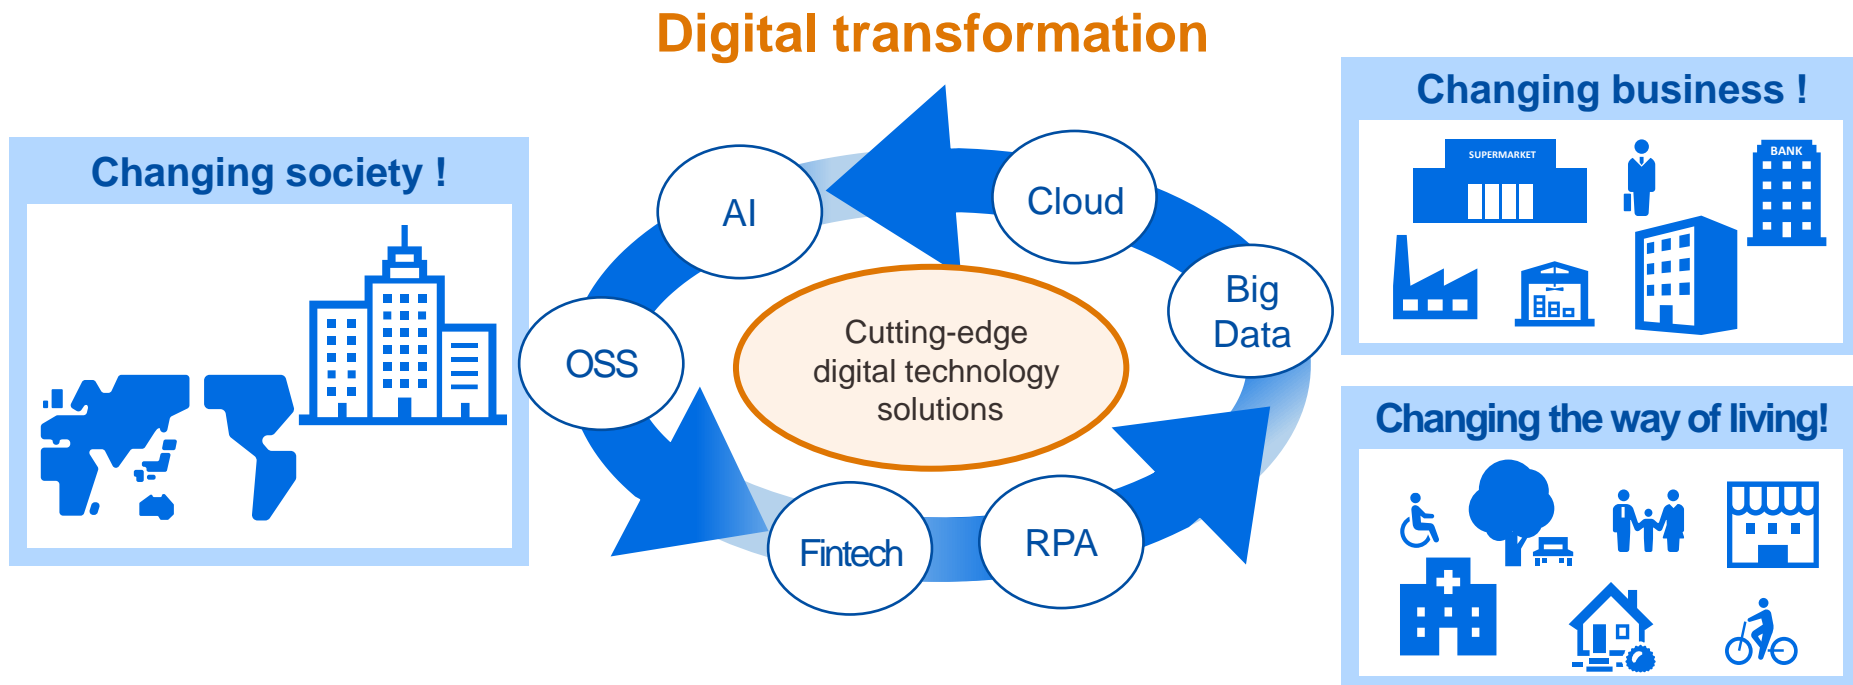 Digital transformation
Changing society !
AI
Cloud
Big
Data
OSS
Cutting-edge
digital technology
solutions
Fintech
RPA
Changing business !
SUPERMARKET
BANK
Changing the way of living!